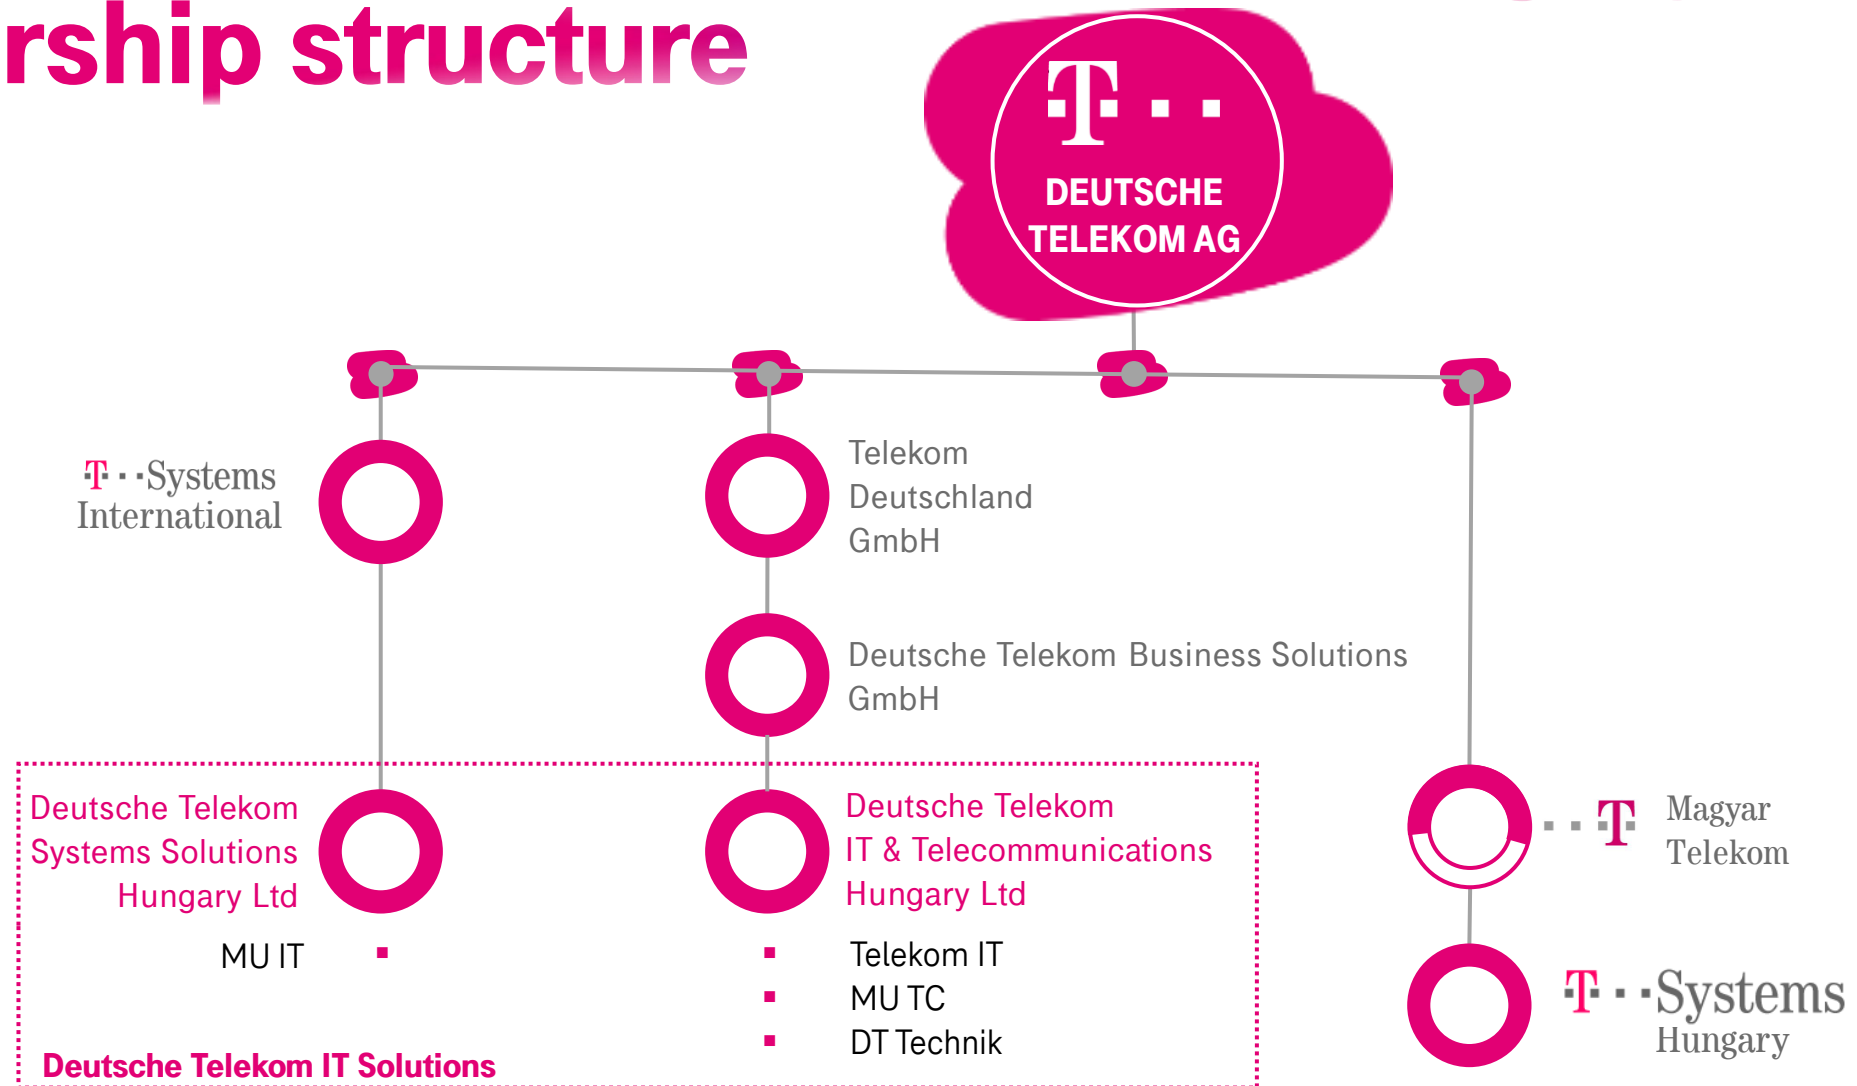 rship structure
T
DEUTSCHE
TELEKOM AG
T Systems
International
Telekom
Deutschland
GmbH
Deutsche Telekom Business Solutions
GmbH
Deutsche Telekom
Systems Solutions
Hungary Ltd
MU IT
Deutsche Telekom
IT & Telecommunications
Hungary Ltd
Telekom IT
MU TC
DT Technik
Deutsche Telekom IT Solutions
T Magyar
Telekom
T Systems
Hungary